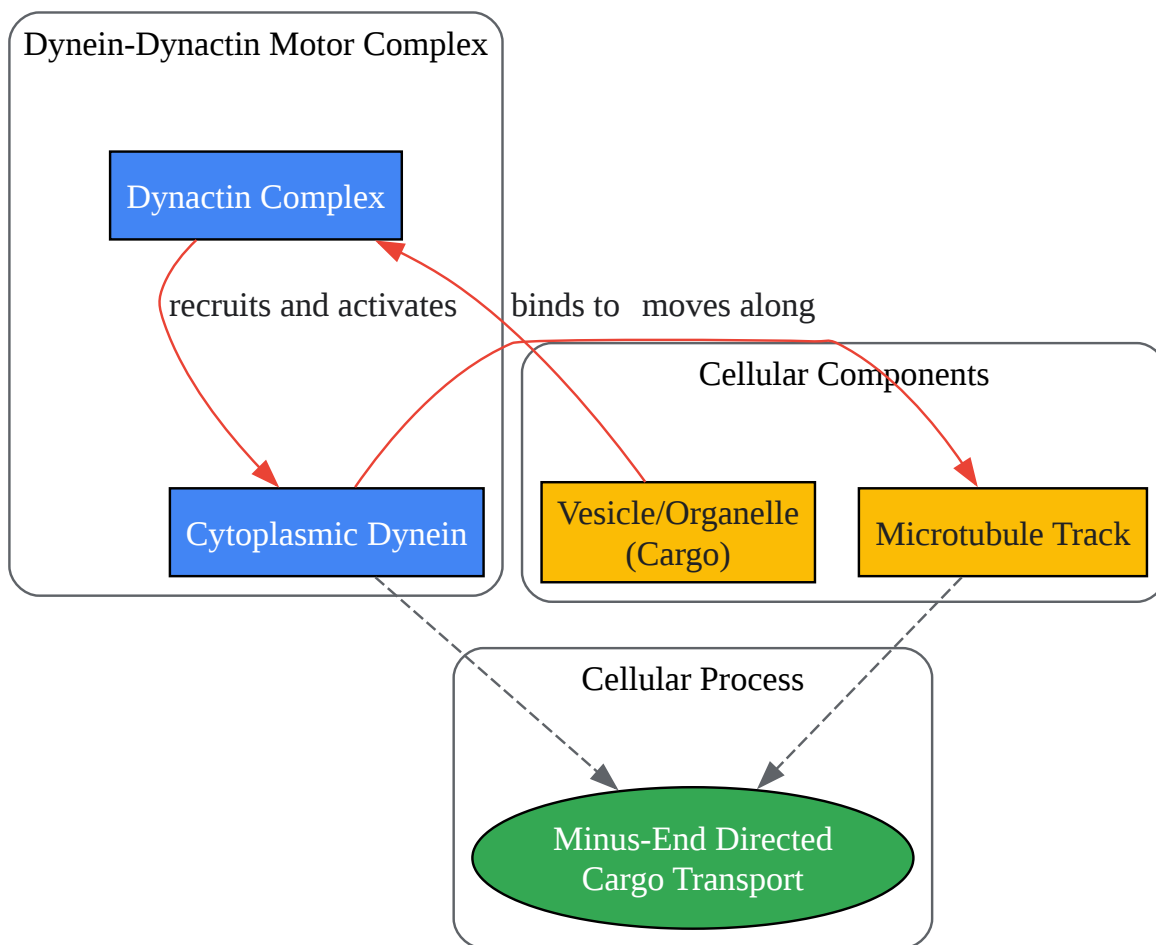 Dynein-Dynactin Motor Complex
Dynactin Complex
recruits and activates
binds to
moves along
Cellular Components
Cytoplasmic Dynein
Vesicle/Organelle
(Cargo)
Microtubule Track
Cellular Process
Minus-End Directed
Cargo Transport